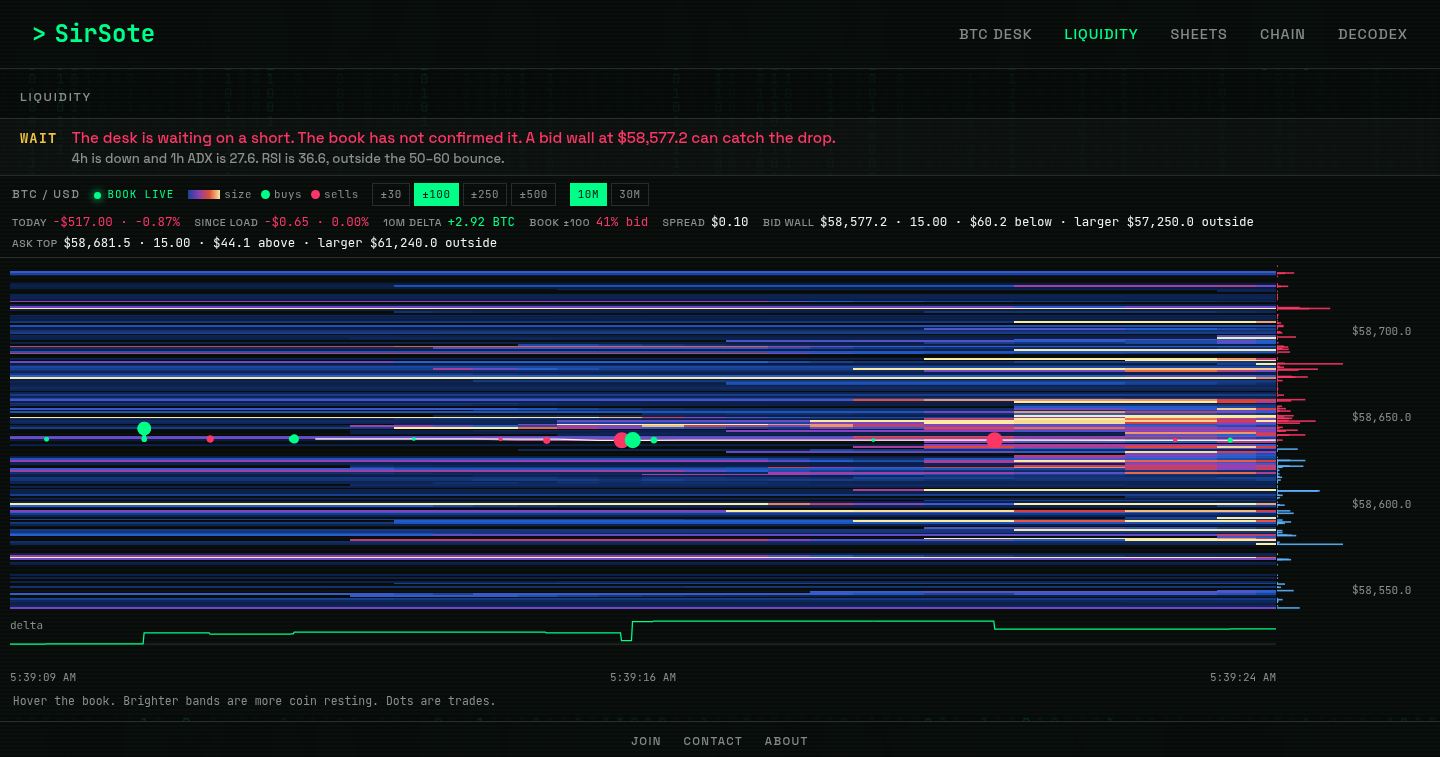 > SirSote
BTC DESK LIQUIDITY SHEETS CHAIN DECODEX
LIQUIDITY
WAIT The desk is waiting on a short. The book has not confirmed it. A bid wall at $58,577.2 can catch the drop.
4h is down and 1h ADX is 27.6. RSI is 36.6, outside the 50–60 bounce.
BTC / USD BOOK LIVE size buys sells ±30 ±100 ±250 ±500 10M 30M
TODAY -$517.00 · -0.87% SINCE LOAD -$0.65 · 0.00% 10M DELTA +2.92 BTC BOOK ±100 41% bid SPREAD $0.10 BID WALL $58,577.2 · 15.00 · $60.2 below · larger $57,250.0 outside
ASK TOP $58,681.5 · 15.00 · $44.1 above · larger $61,240.0 outside
$58,700.0
$58,650.0
$58,600.0
$58,550.0
delta
5:39:09 AM 5:39:16 AM 5:39:24 AM
Hover the book. Brighter bands are more coin resting. Dots are trades.
JOIN CONTACT ABOUT